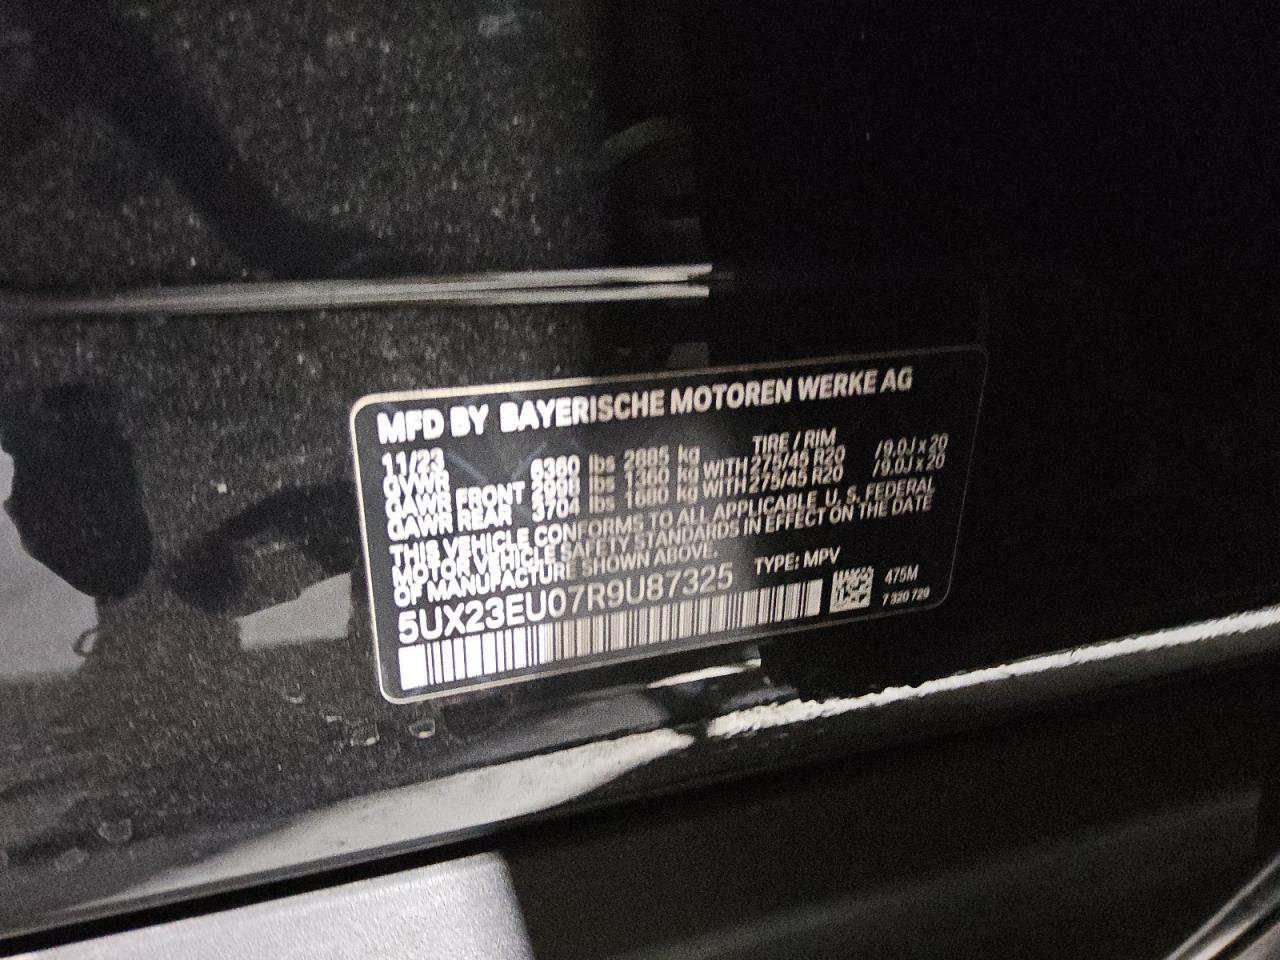 MFD BY BAYERISCHE MOTOREN WERKE AG
11/23 TIRE / RIM
GVWR 6360 lbs 2885 kg
GAWR FRONT 2998 lbs 1360 kg WITH 275/45 R20 /9.0J x 20
GAWR REAR 3704 lbs 1680 kg WITH 275/45 R20 /9.0J x 20
THIS VEHICLE CONFORMS TO ALL APPLICABLE U. S. FEDERAL
MOTOR VEHICLE SAFETY STANDARDS IN EFFECT ON THE DATE
OF MANUFACTURE SHOWN ABOVE.
5UX23EU07R9U87325 TYPE: MPV
475M
7 320 729